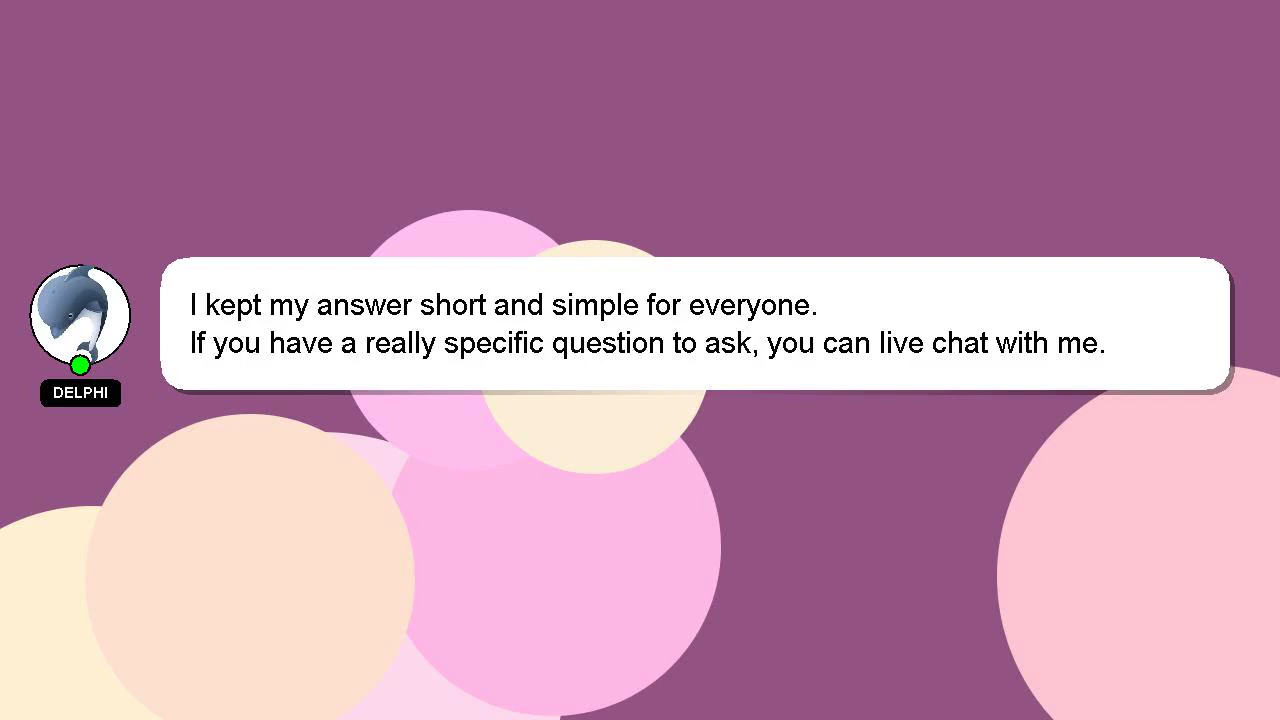 I kept my answer short and simple for everyone.
If you have a really specific question to ask, you can live chat with me.
DELPHI